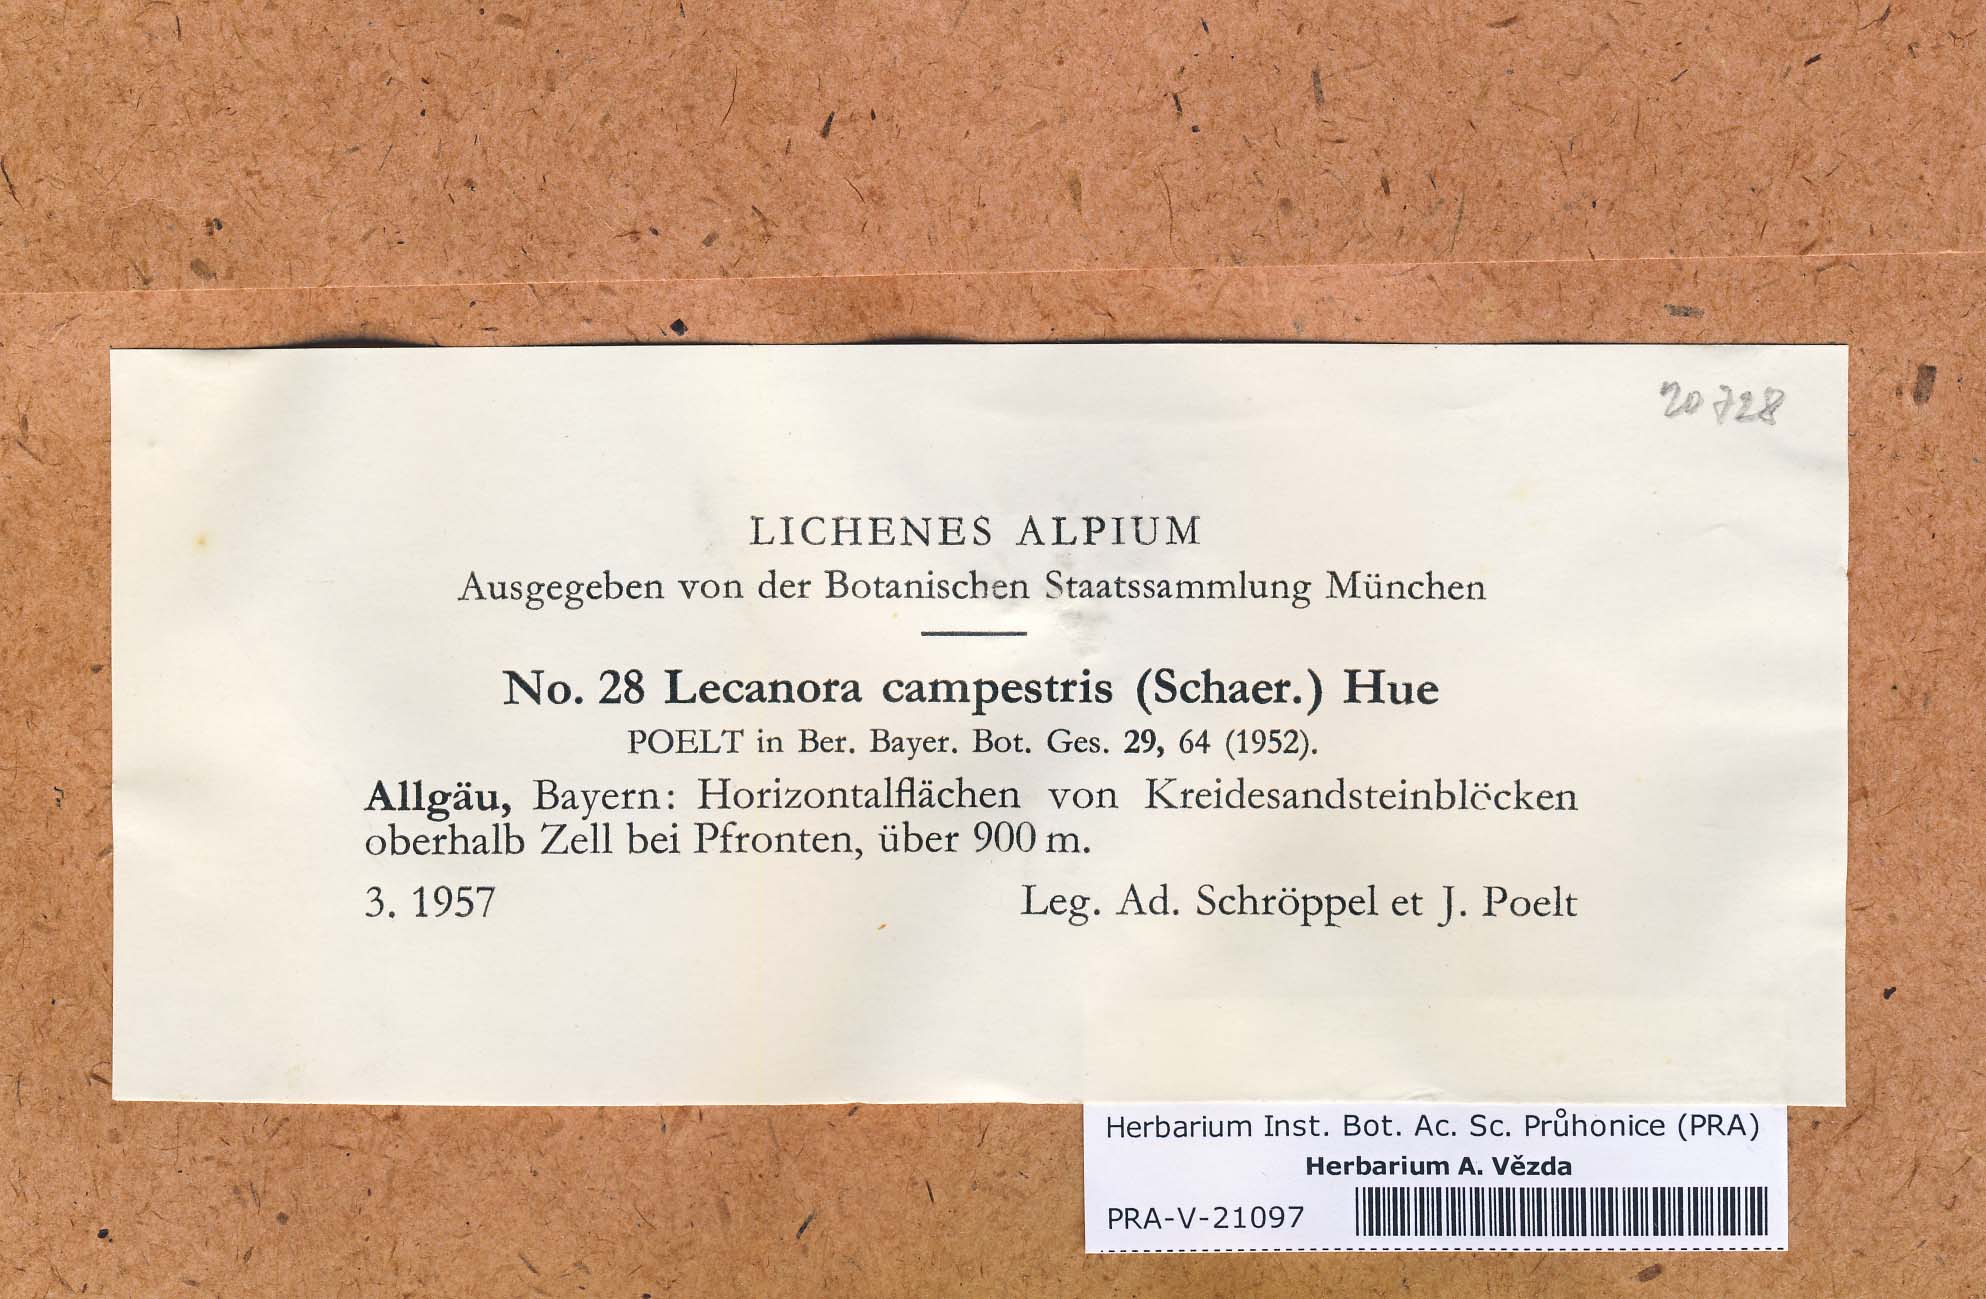 20728
LICHENES ALPIUM
Ausgegeben von der Botanischen Staatssammlung München
No. 28 Lecanora campestris (Schaer.) Hue
POELT in Ber. Bayer. Bot. Ges. 29, 64 (1952).
Allgäu, Bayern: Horizontalflächen von Kreidesandsteinblöcken
oberhalb Zell bei Pfronten, über 900 m.
3. 1957 Leg. Ad. Schröppel et J. Poelt
Herbarium Inst. Bot. Ac. Sc. Průhonice (PRA)
Herbarium A. Vězda
PRA-V-21097